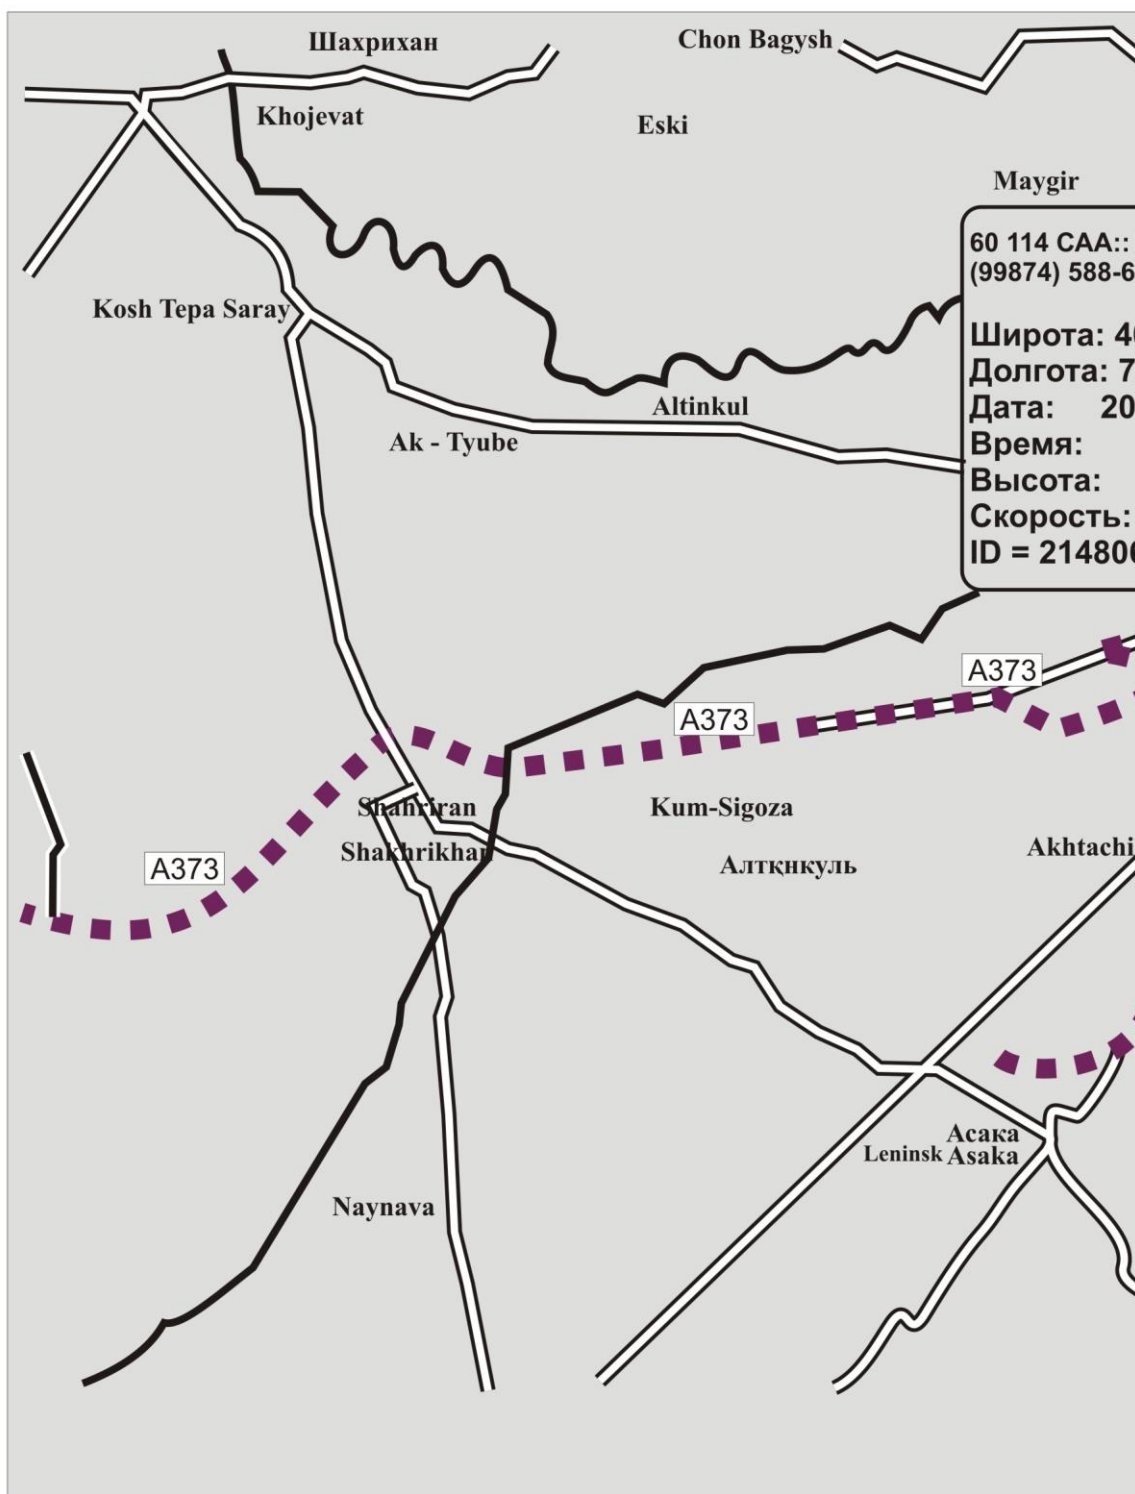 Шахрихан
Chon Bagysh
Khojevat
Eski
Maygir
60 114 CAA::
(99874) 588-6
Kosh Tepa Saray
Широта: 40
Долгота: 7
Дата: 20
Время:
Высота:
Скорость:
ID = 214800
Altinkul
Ak - Tyube
A373
A373
Shahriran
Kum-Sigoza
Shakhrikhan
Akhtachi
A373
Алтқнкуль
Асака
Leninsk Asaka
Naynava